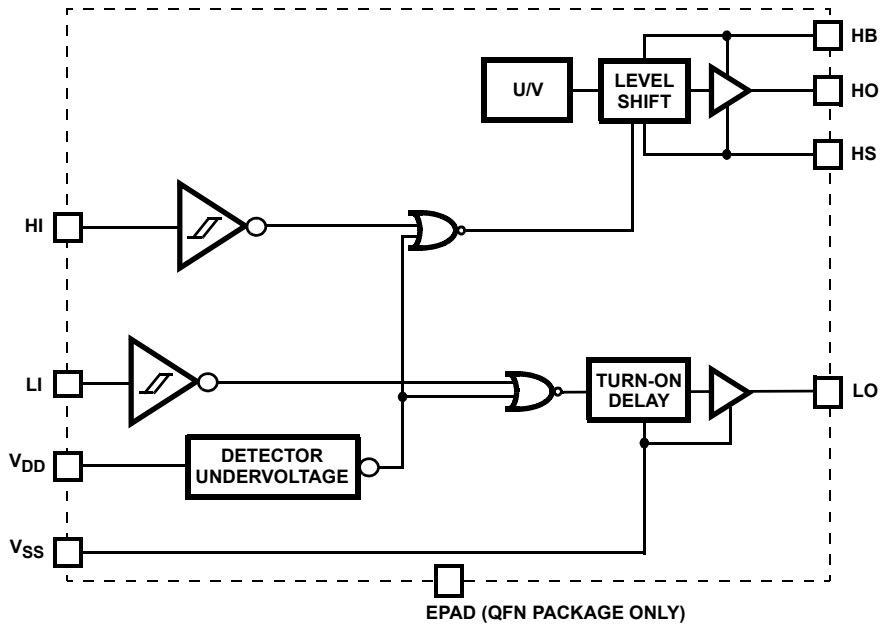 HB
U/V
LEVEL
SHIFT
HO
HS
HI
LI
TURN-ON
DELAY
LO
VDD
DETECTOR
UNDERVOLTAGE
VSS
EPAD (QFN PACKAGE ONLY)